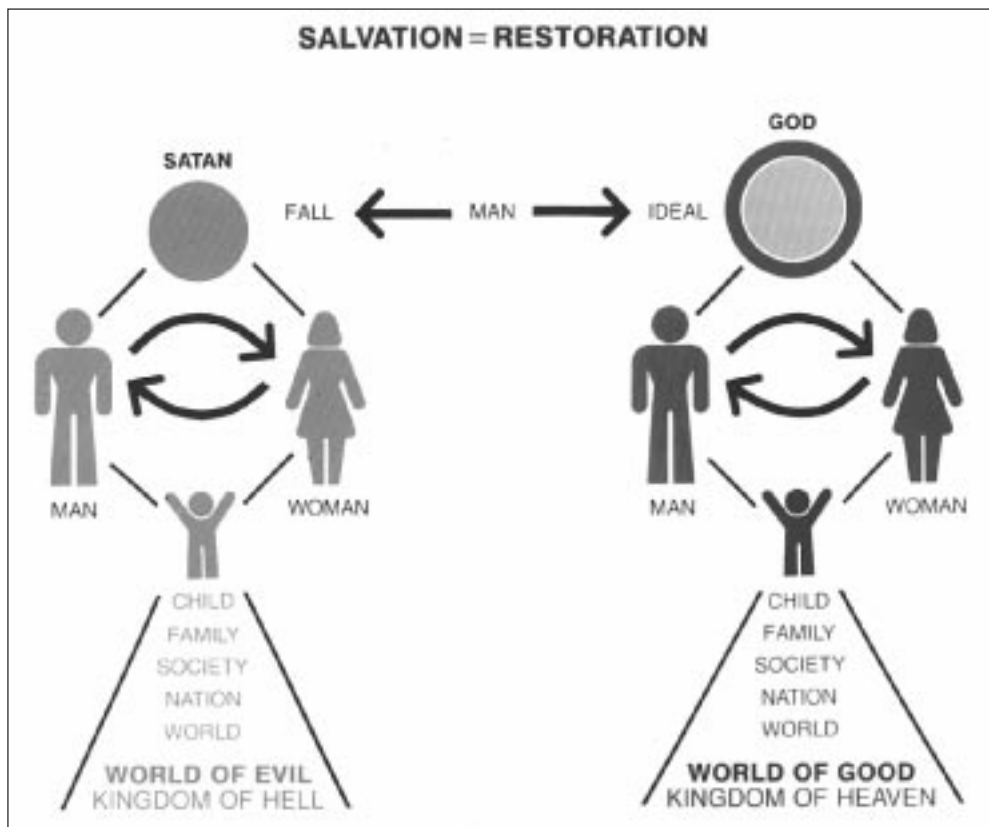 SALVATION = RESTORATION
SATAN
GOD
FALL
MAN
IDEAL
MAN
WOMAN
CHILD
FAMILY
SOCIETY
NATION
WORLD
WORLD OF EVIL
KINGDOM OF HELL
MAN
WOMAN
CHILD
FAMILY
SOCIETY
NATION
WORLD
WORLD OF GOOD
KINGDOM OF HEAVEN